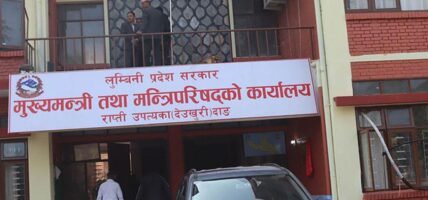 लुम्बिनी प्रदेश सरकार
मुख्यमन्त्री तथा मन्त्रिपरिषद्को कार्यालय
राप्ती उपत्यका(देउखुरी)दाङ